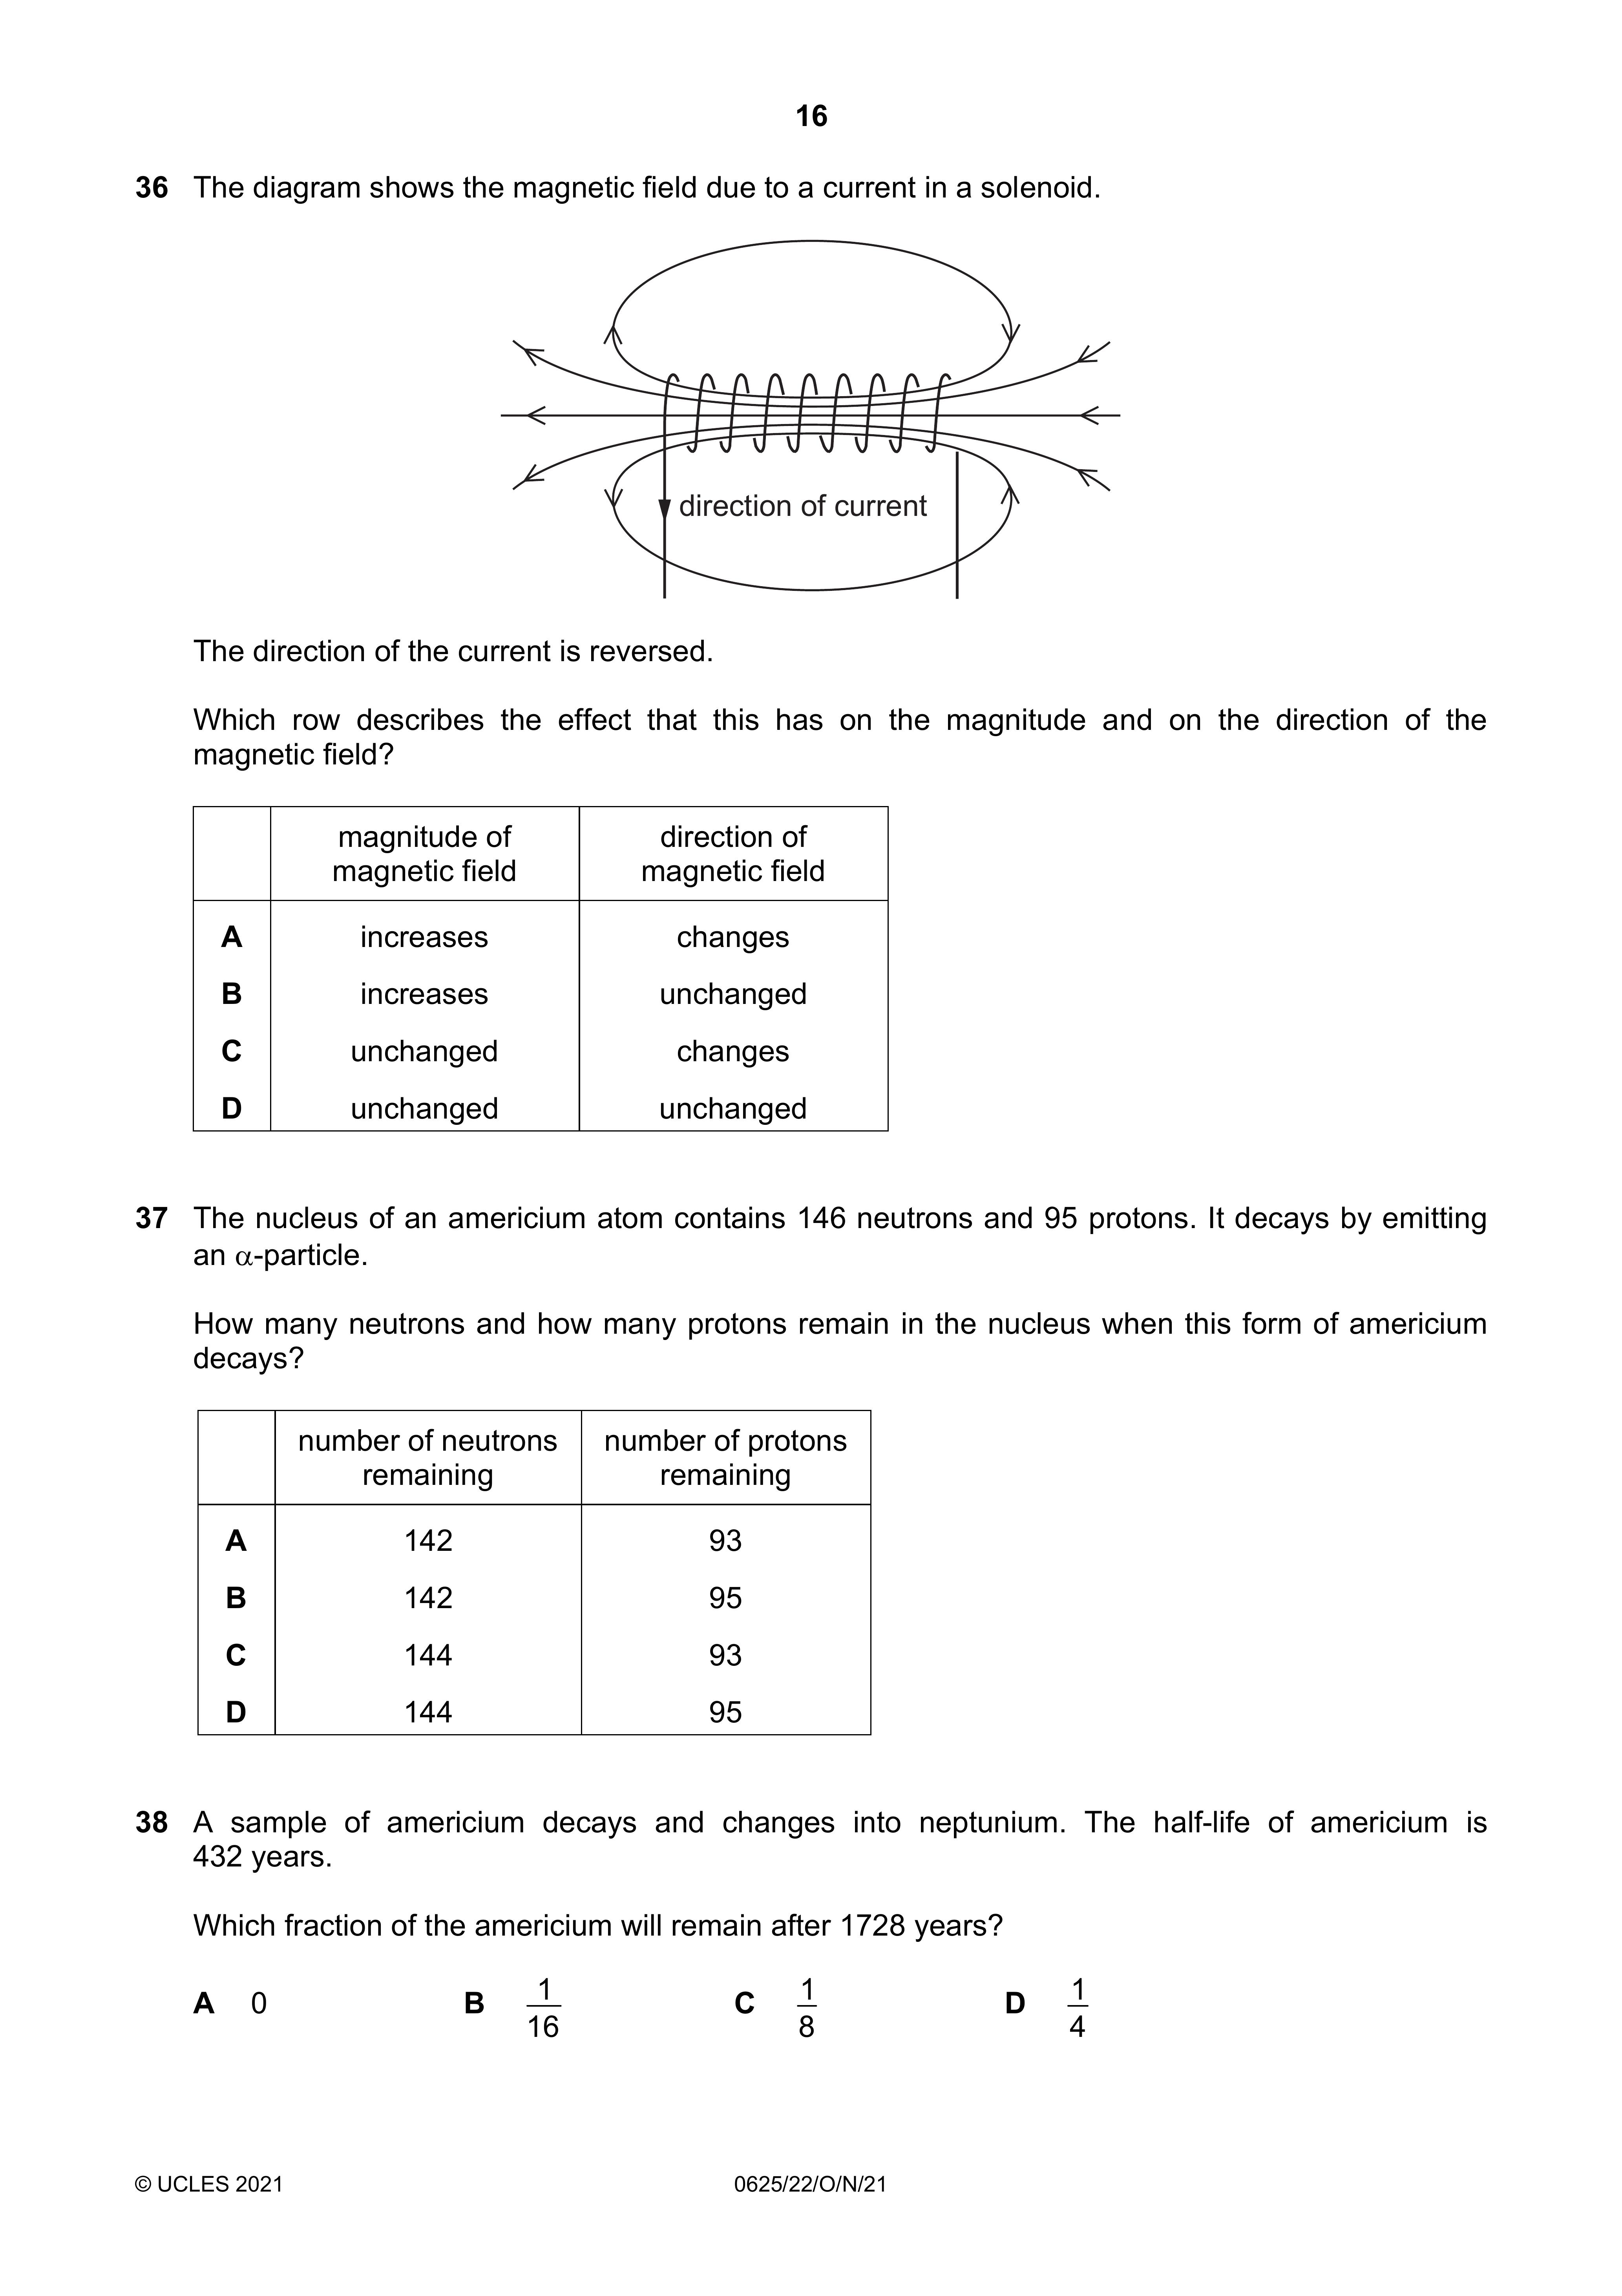 16
36 The diagram shows the magnetic field due to a current in a solenoid.
direction of current
The direction of the current is reversed.
Which row describes the effect that this has on the magnitude and on the direction of the
magnetic field?
magnitude of direction of
magnetic field magnetic field
A increases changes
B increases unchanged
C unchanged changes
D unchanged unchanged
37 The nucleus of an americium atom contains 146 neutrons and 95 protons. It decays by emitting
an α-particle.
How many neutrons and how many protons remain in the nucleus when this form of americium
decays?
number of neutrons number of protons
remaining remaining
A 142 93
B 142 95
C 144 93
D 144 95
38 A sample of americium decays and changes into neptunium. The half-life of americium is
432 years.
Which fraction of the americium will remain after 1728 years?
A 0 B 1/16 C 1/8 D 1/4
© UCLES 2021 0625/22/O/N/21